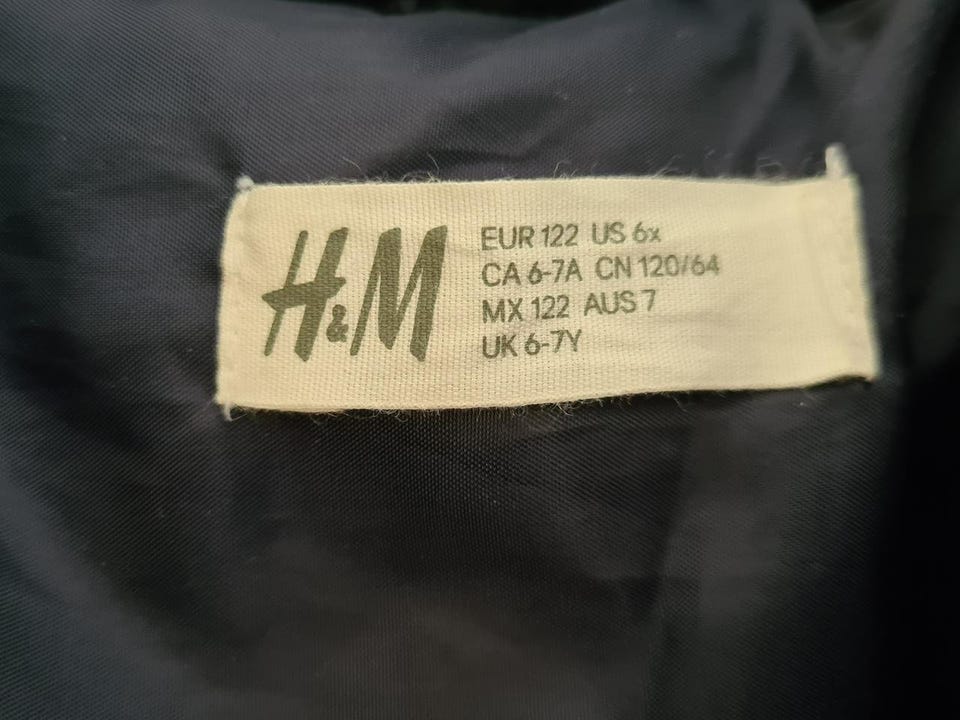 H&M
EUR 122 US 6x
CA 6-7A CN 120/64
MX 122 AUS 7
UK 6-7Y